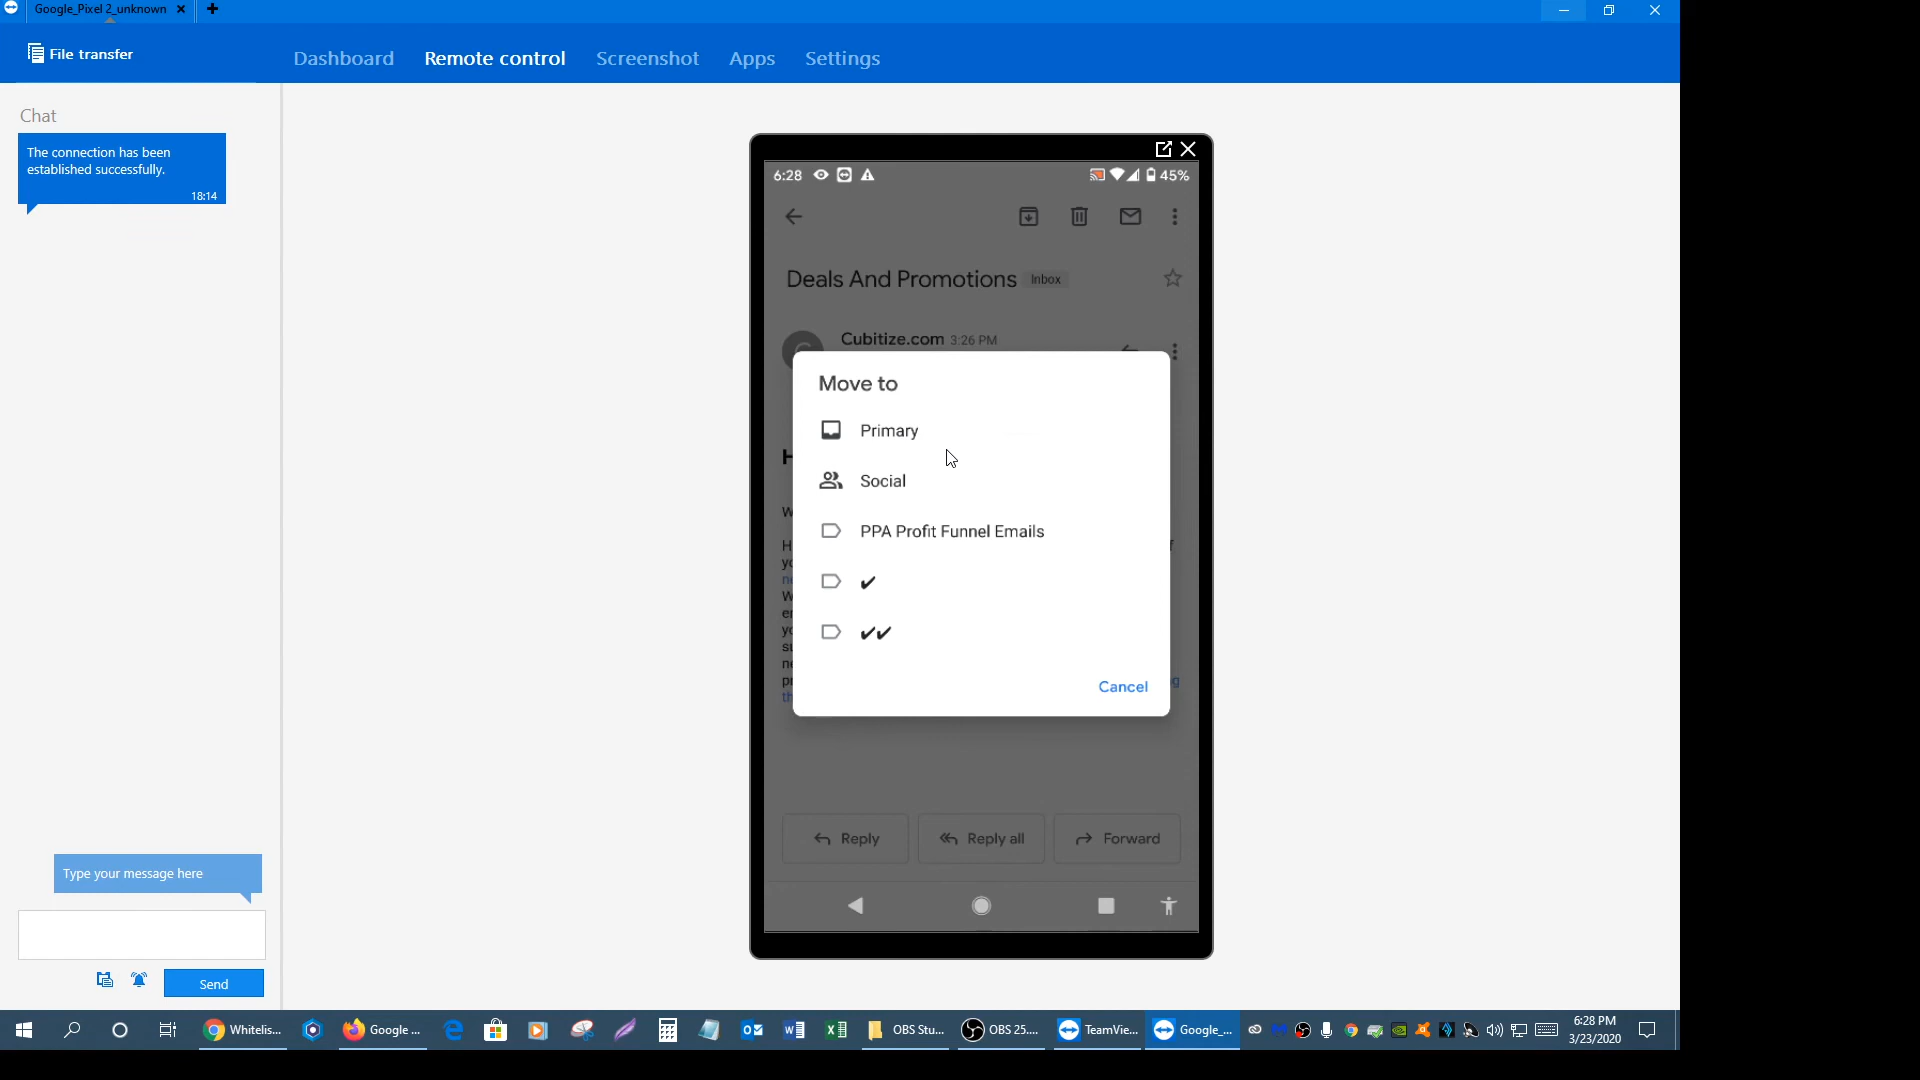 Google_Pixel 2_unknown
File transfer
Dashboard
Remote control
Screenshot
Apps
Settings
Chat
The connection has been
established successfully.
18:14
6:28
45%
Deals And Promotions
Inbox
Cubitize.com 3:26 PM
Move to
Primary
Social
PPA Profit Funnel Emails
✔
✔✔
Cancel
Reply
Reply all
Forward
Type your message here
Send
Whitelis...
Google ...
OBS Stu...
OBS 25....
TeamVie...
Google_...
6:28 PM
3/23/2020